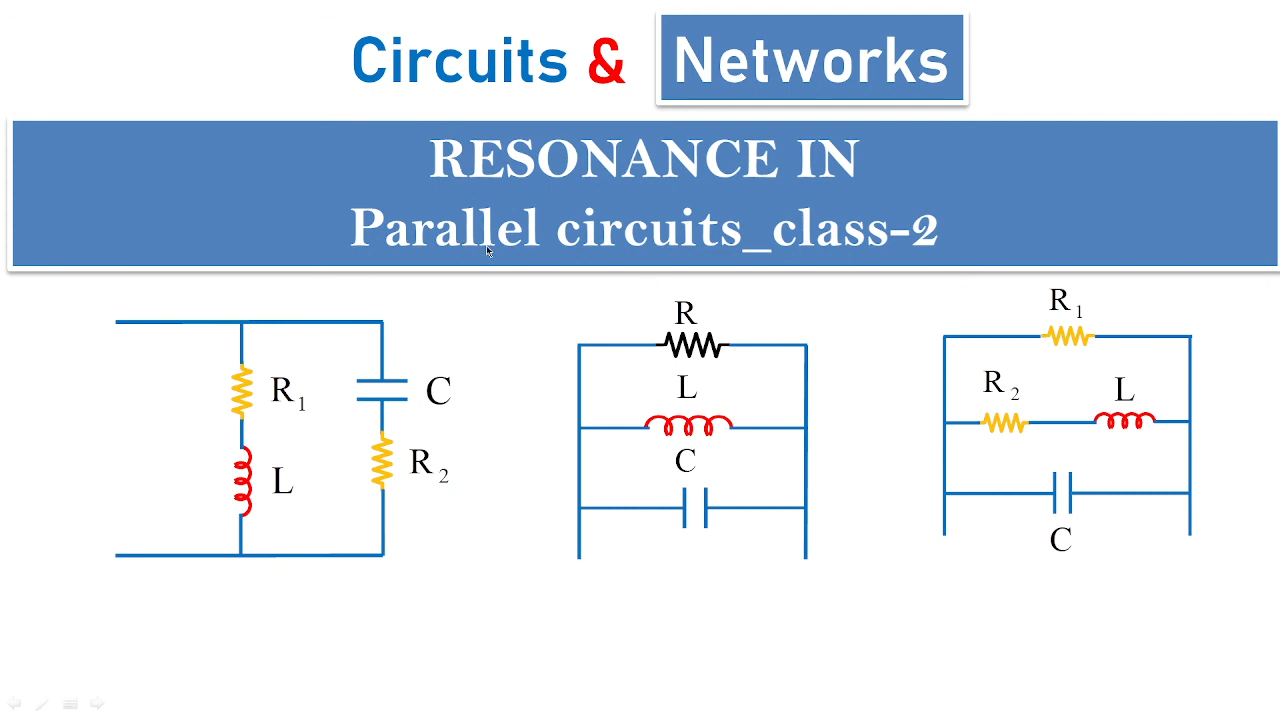 Circuits & Networks
RESONANCE IN
Parallel circuits_class-2
R1
L
C
R2
R
L
C
R1
R2
L
C